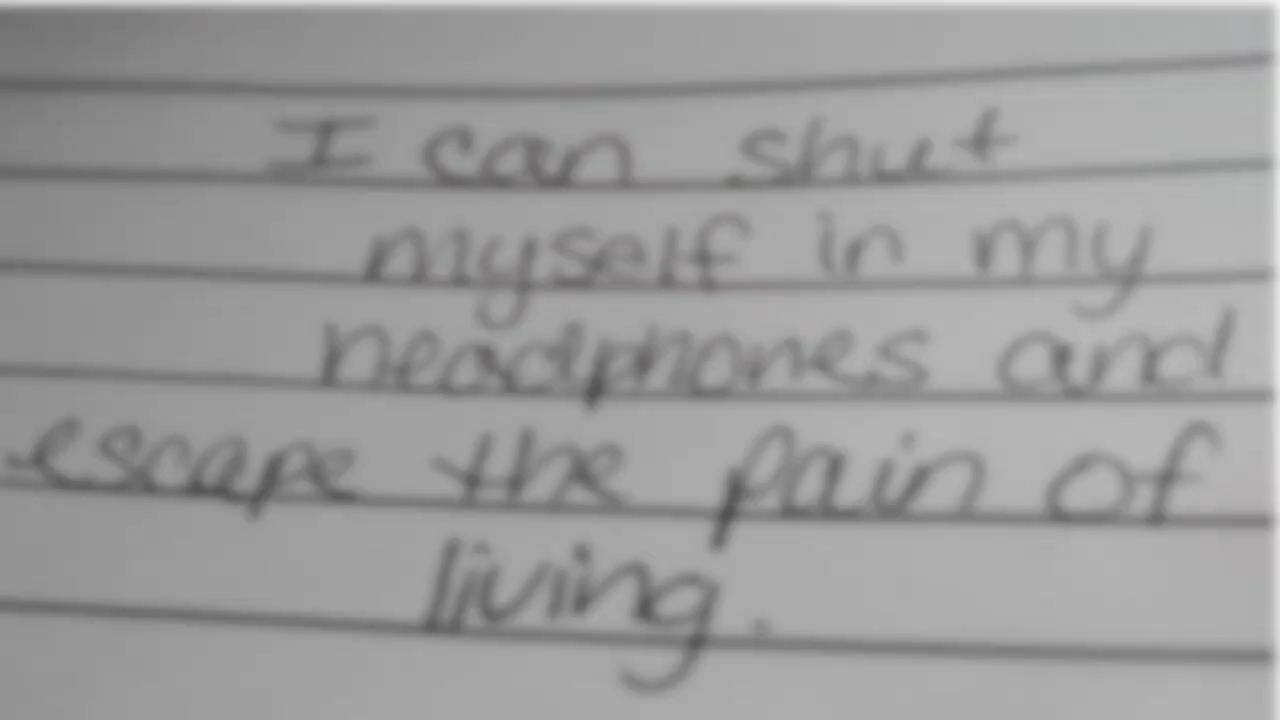 I can shut
myself in my
headphones and
escape the pain of
living.